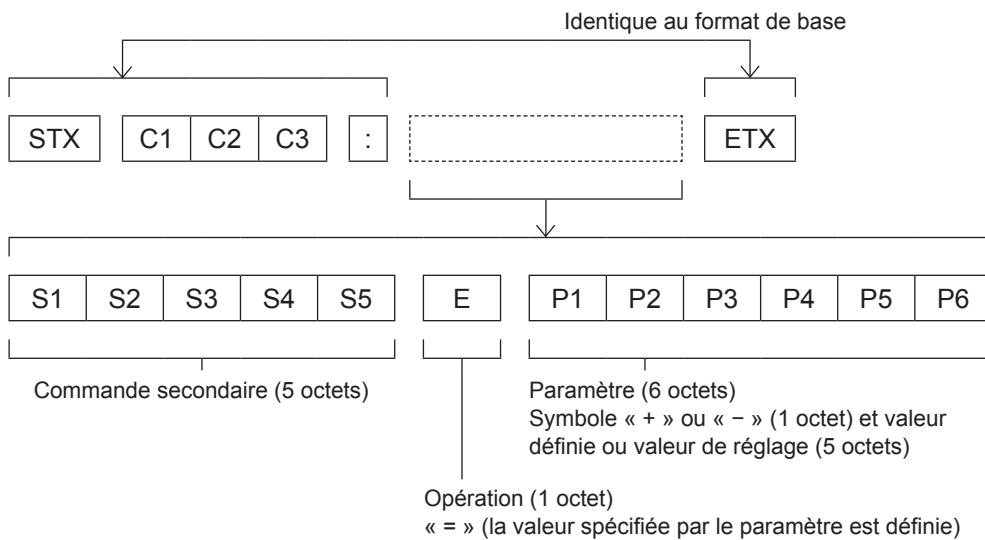 Identique au format de base
STX C1 C2 C3 : ETX
S1 S2 S3 S4 S5 E P1 P2 P3 P4 P5 P6
Commande secondaire (5 octets)
Paramètre (6 octets)
Symbole « + » ou « − » (1 octet) et valeur
définie ou valeur de réglage (5 octets)
Opération (1 octet)
« = » (la valeur spécifiée par le paramètre est définie)